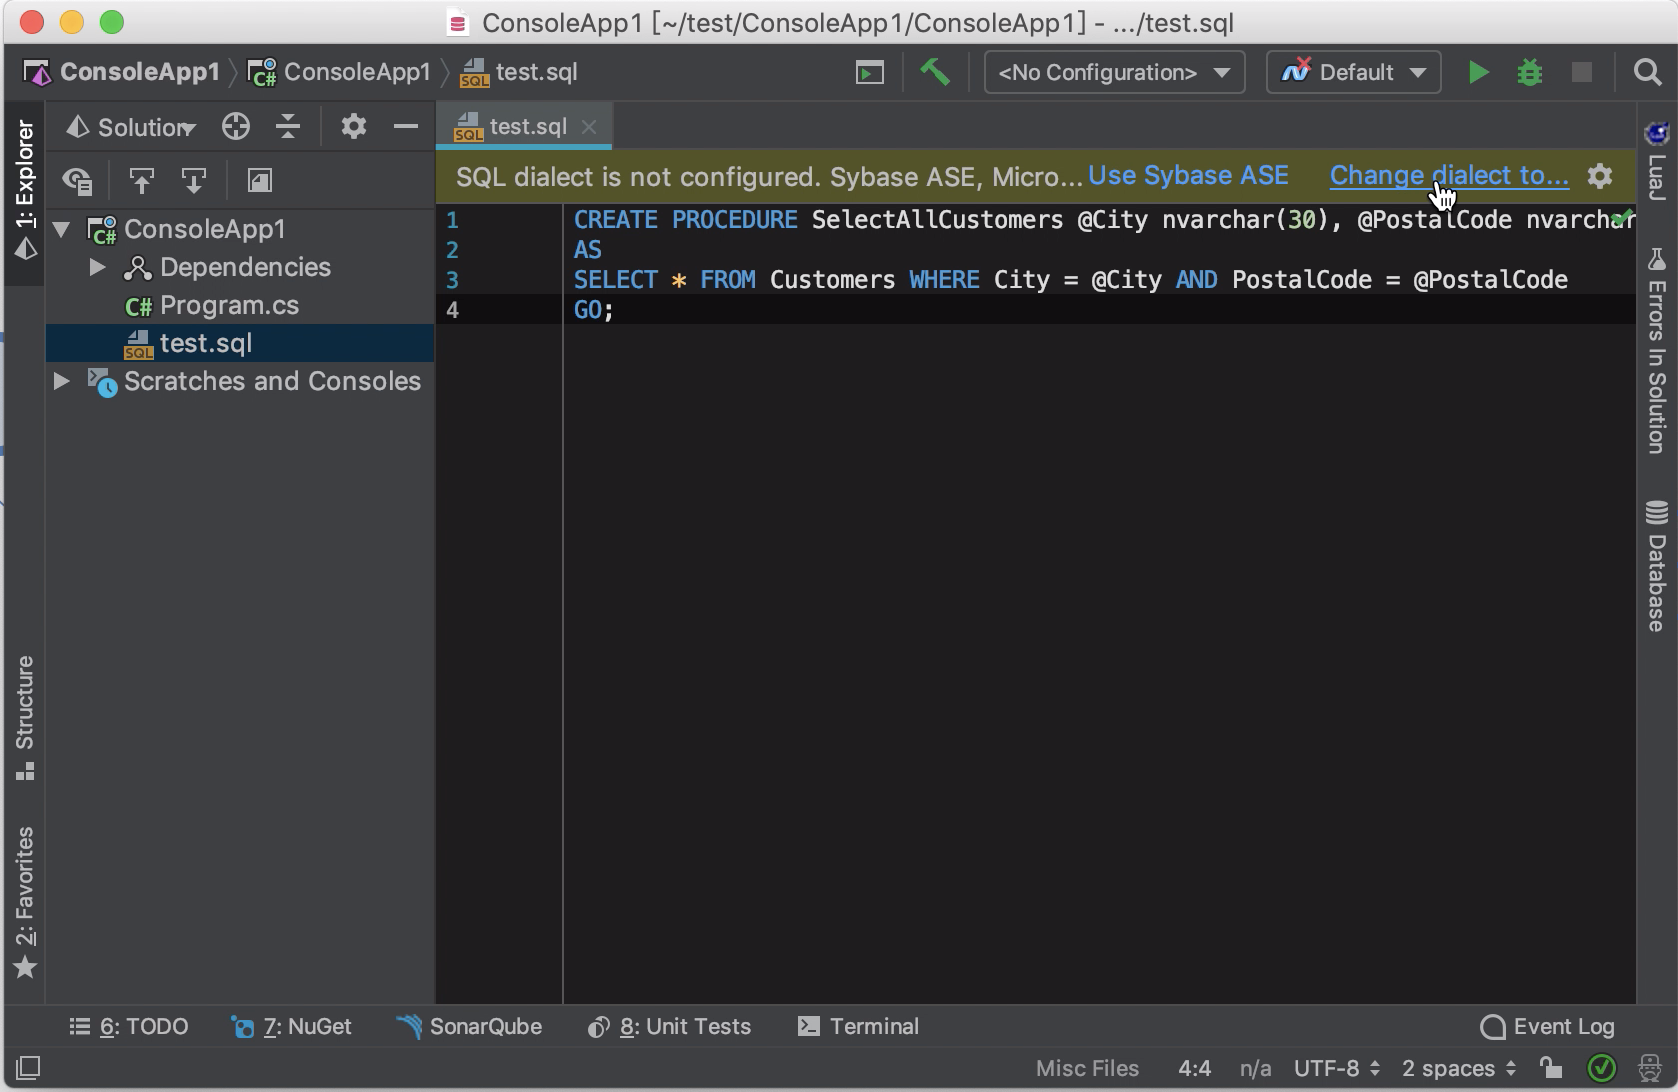 ConsoleApp1 [~/test/ConsoleApp1/ConsoleApp1] - .../test.sql
ConsoleApp1 ConsoleApp1 test.sql <No Configuration> Default
1: Explorer
Solution
test.sql
SQL dialect is not configured. Sybase ASE, Micro... Use Sybase ASE Change dialect to...
ConsoleApp1
Dependencies
Program.cs
test.sql
Scratches and Consoles
1 CREATE PROCEDURE SelectAllCustomers @City nvarchar(30), @PostalCode nvarchar
2 AS
3 SELECT * FROM Customers WHERE City = @City AND PostalCode = @PostalCode
4 GO;
LuaJ
Errors In Solution
Database
Structure
2: Favorites
6: TODO 7: NuGet SonarQube 8: Unit Tests Terminal Event Log
Misc Files 4:4 n/a UTF-8 2 spaces